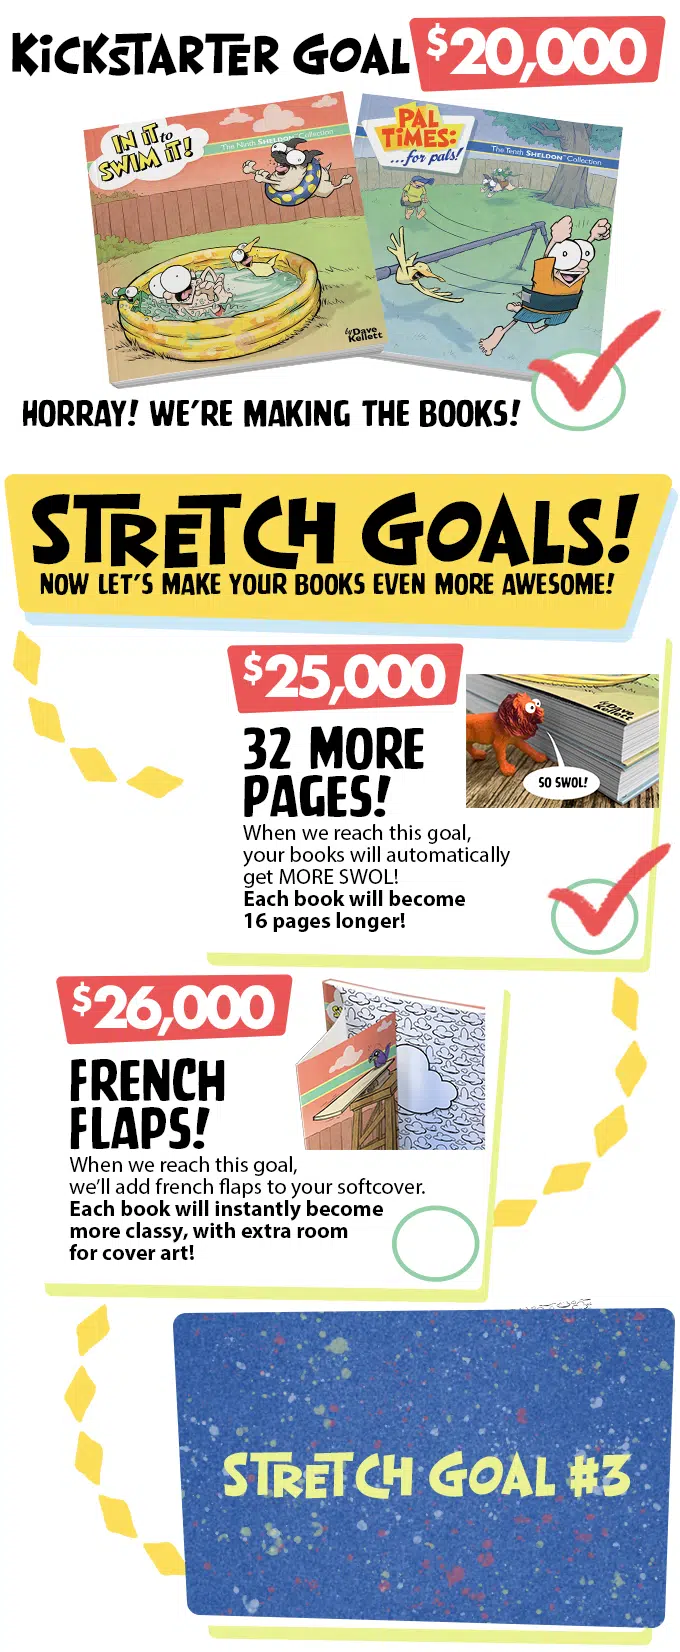 KICKSTARTER GOAL $20,000
IN IT to
SWIM IT!
The Ninth SHELDON™ Collection
by Dave
Kellett
PAL
TIMES:
...for pals!
The Tenth SHELDON™ Collection
HORRAY! WE'RE MAKING THE BOOKS!
STRETCH GOALS!
NOW LET'S MAKE YOUR BOOKS EVEN MORE AWESOME!
$25,000
32 MORE
PAGES!
by Dave
Kellett
SO SWOL!
When we reach this goal,
your books will automatically
get MORE SWOL!
Each book will become
16 pages longer!
$26,000
FRENCH
FLAPS!
When we reach this goal,
we'll add french flaps to your softcover.
Each book will instantly become
more classy, with extra room
for cover art!
STRETCH GOAL #3